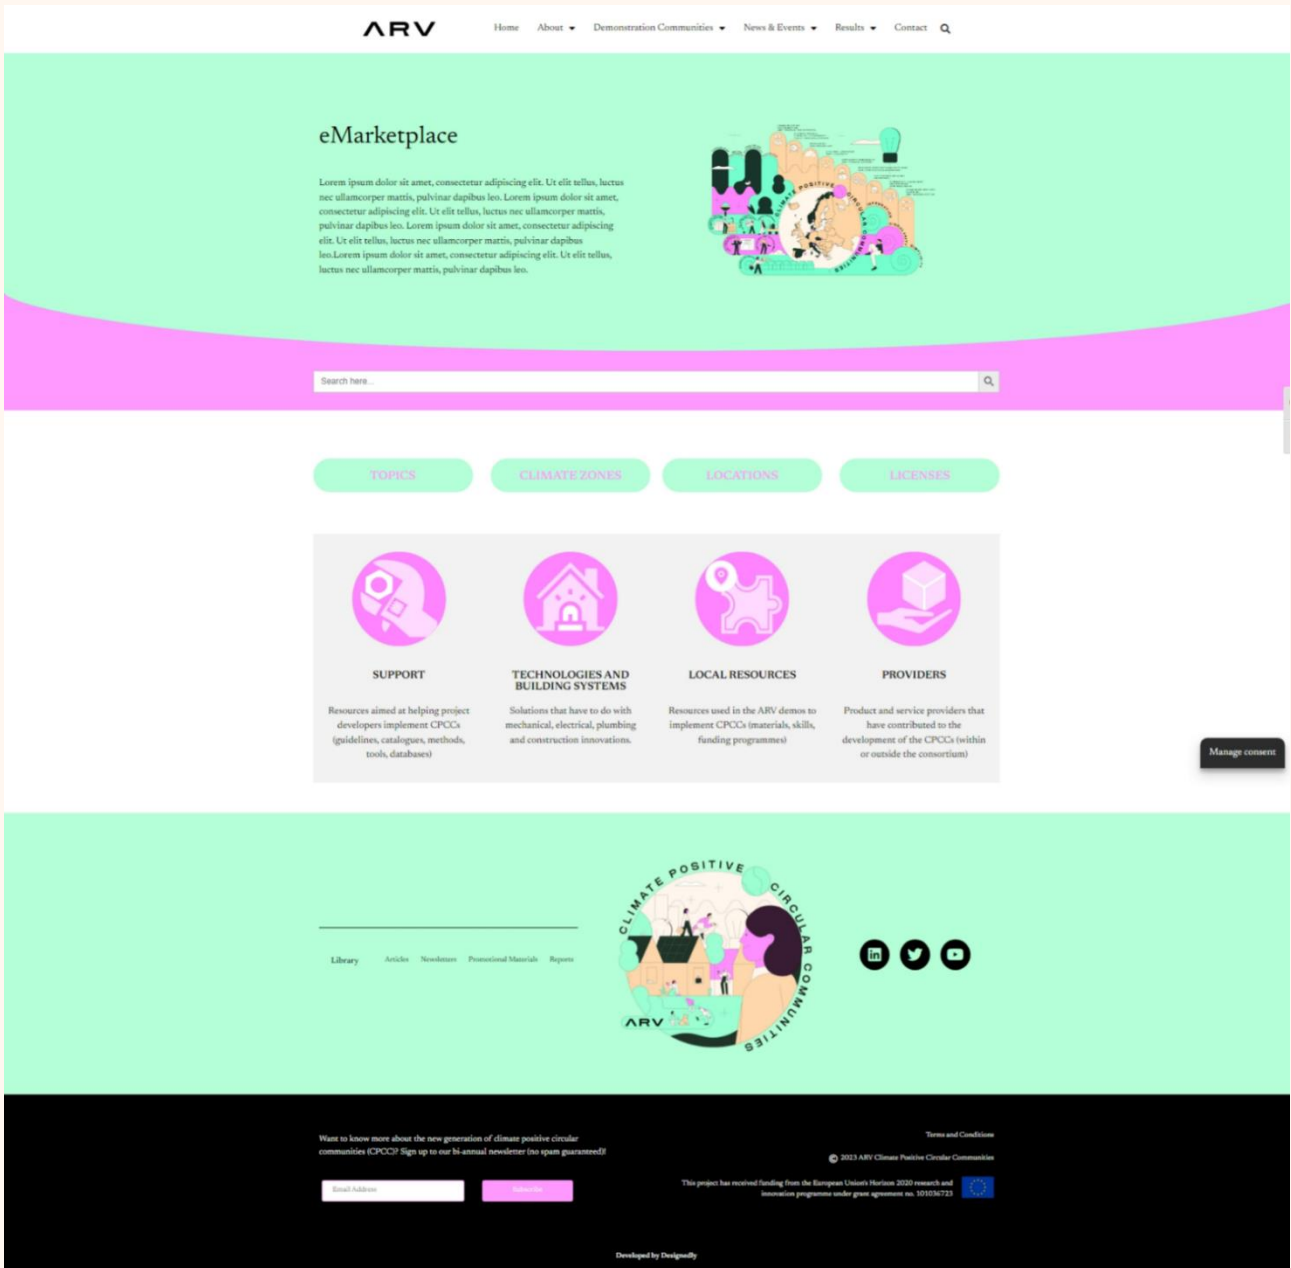 ARV
Home About Demonstration Communities News & Events Results Contact
eMarketplace
Lorem ipsum dolor sit amet, consectetur adipiscing elit. Ut elit tellus, luctus
nec ullamcorper mattis, pulvinar dapibus leo. Lorem ipsum dolor sit amet,
consectetur adipiscing elit. Ut elit tellus, luctus nec ullamcorper mattis,
pulvinar dapibus leo. Lorem ipsum dolor sit amet, consectetur adipiscing
elit. Ut elit tellus, luctus nec ullamcorper mattis, pulvinar dapibus
leo.Lorem ipsum dolor sit amet, consectetur adipiscing elit. Ut elit tellus,
luctus nec ullamcorper mattis, pulvinar dapibus leo.
CLIMATE POSITIVE CIRCULAR COMMUNITIES
Search here...
TOPICS
CLIMATE ZONES
LOCATIONS
LICENSES
SUPPORT
Resources aimed at helping project
developers implement CPCCs
(guidelines, catalogues, methods,
tools, databases)
TECHNOLOGIES AND
BUILDING SYSTEMS
Solutions that have to do with
mechanical, electrical, plumbing
and construction innovations.
LOCAL RESOURCES
Resources used in the ARV demos to
implement CPCCs (materials, skills,
funding programmes)
PROVIDERS
Product and service providers that
have contributed to the
development of the CPCCs (within
or outside the consortium)
Manage consent
Library Articles Newsletters Promotional Materials Reports
CLIMATE POSITIVE CIRCULAR COMMUNITIES
ARV
in
Want to know more about the new generation of climate positive circular
communities (CPCC)? Sign up to our bi-annual newsletter (no spam guaranteed)!
Email Address
Subscribe
Terms and Conditions
© 2023 ARV Climate Positive Circular Communities
This project has received funding from the European Union's Horizon 2020 research and
innovation programme under grant agreement no. 101036723
Developed by Designedly